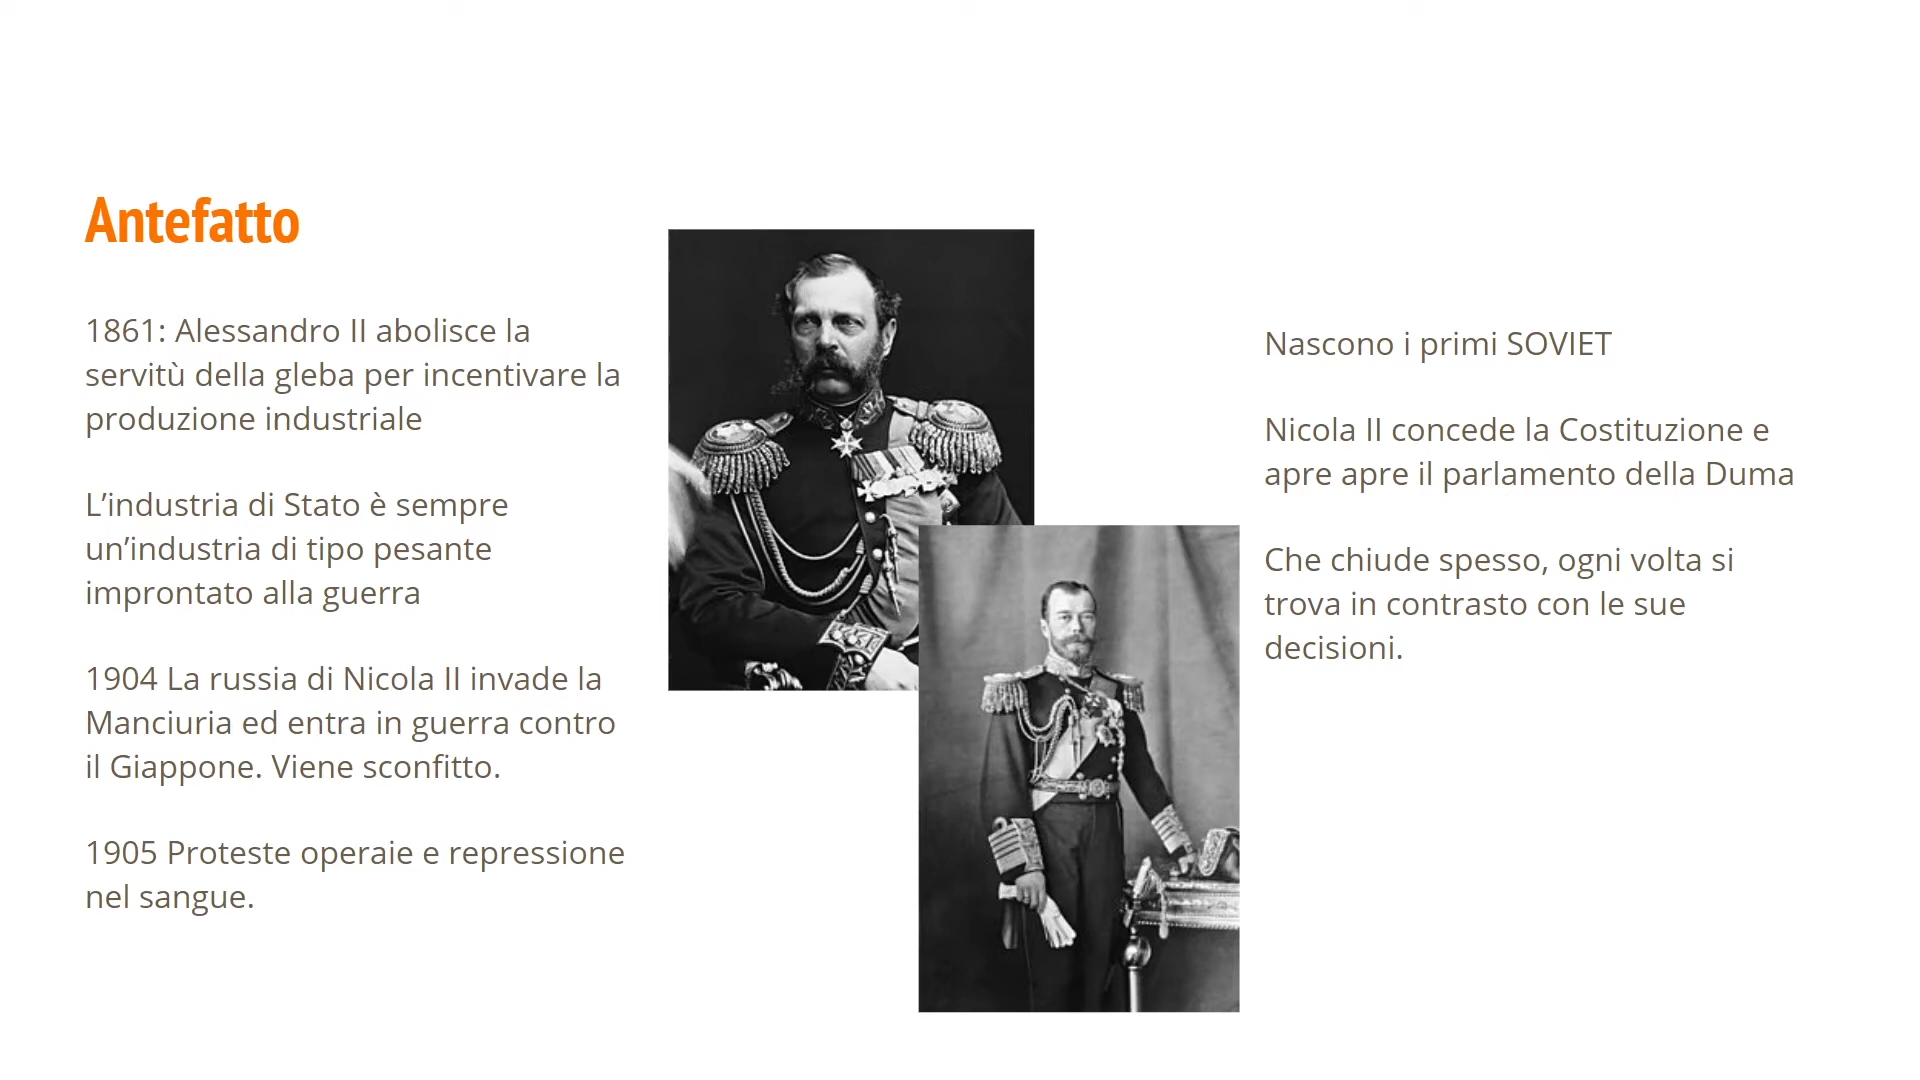 Antefatto
1861: Alessandro II abolisce la
servitù della gleba per incentivare la
produzione industriale
L’industria di Stato è sempre
un’industria di tipo pesante
improntato alla guerra
1904 La russia di Nicola II invade la
Manciuria ed entra in guerra contro
il Giappone. Viene sconfitto.
1905 Proteste operaie e repressione
nel sangue.
Nascono i primi SOVIET
Nicola II concede la Costituzione e
apre apre il parlamento della Duma
Che chiude spesso, ogni volta si
trova in contrasto con le sue
decisioni.